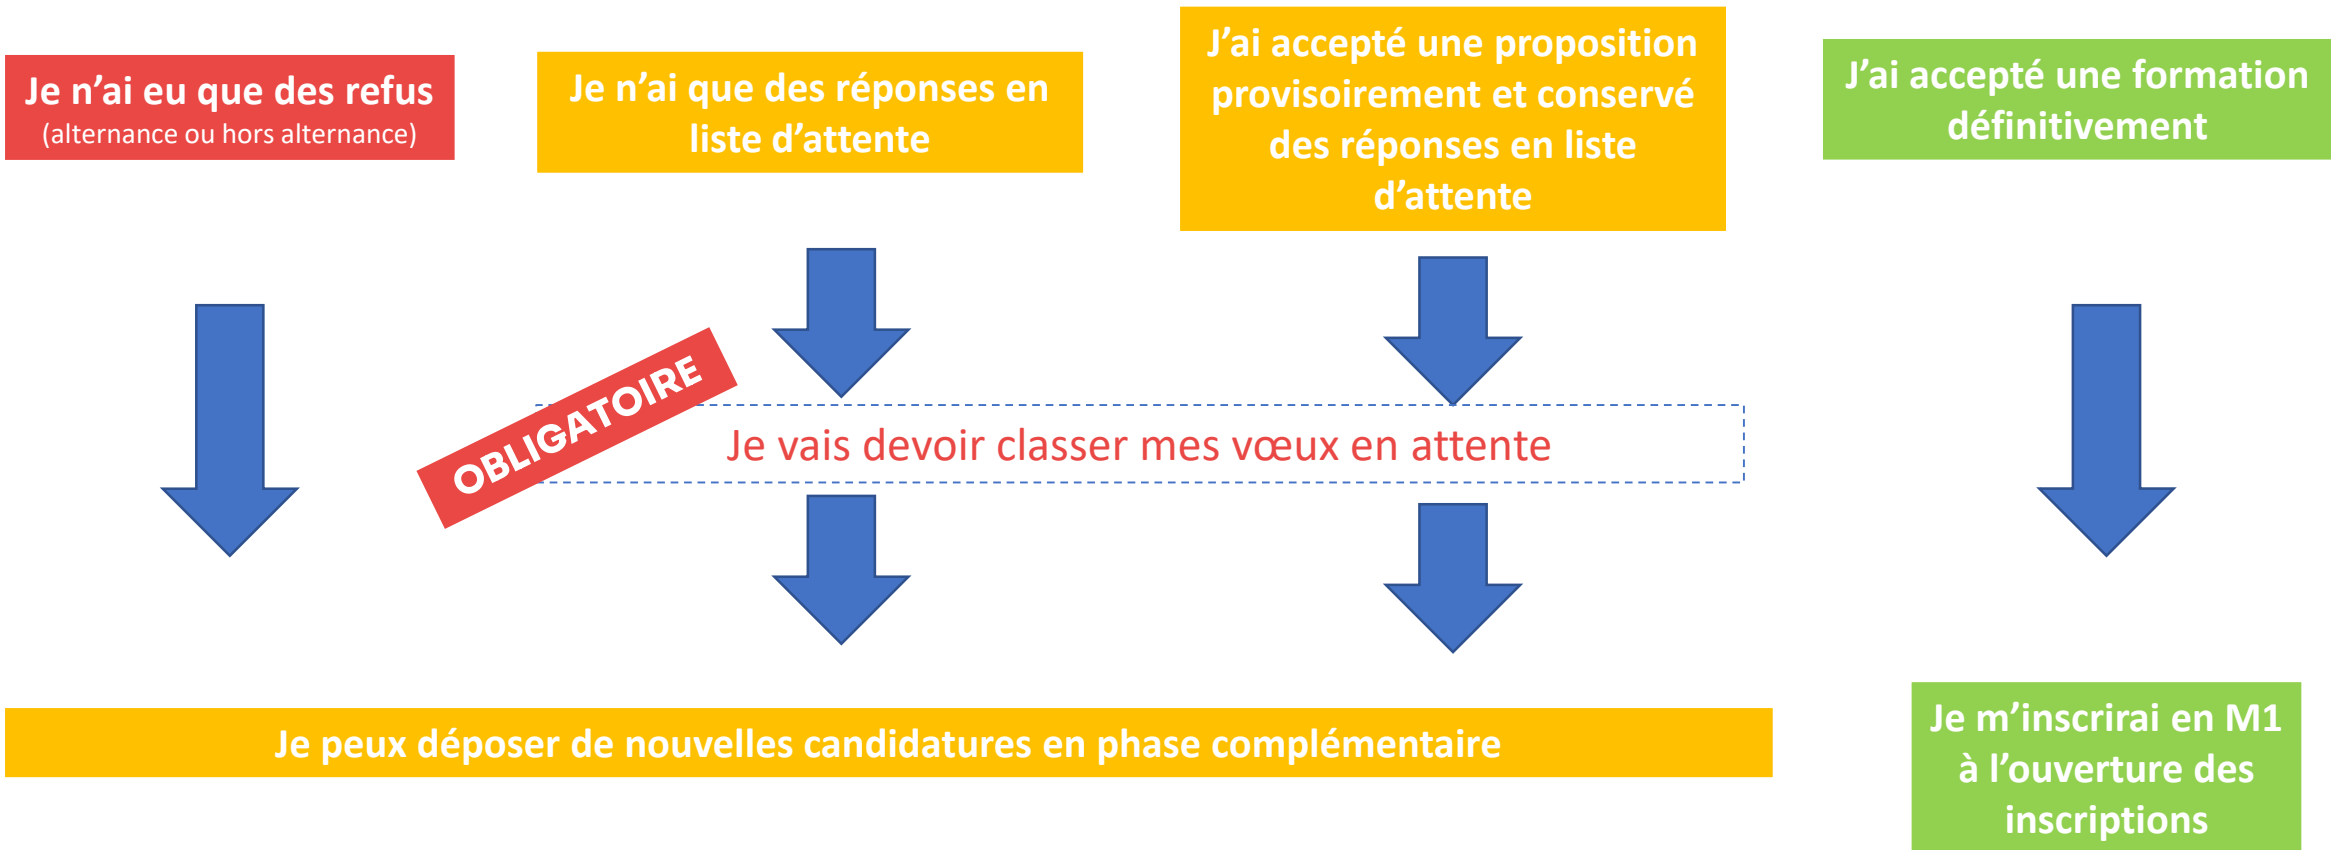 Je n’ai eu que des refus
(alternance ou hors alternance)
Je n’ai que des réponses en
liste d’attente
J’ai accepté une proposition
provisoirement et conservé
des réponses en liste
d’attente
J’ai accepté une formation
définitivement
OBLIGATOIRE
Je vais devoir classer mes vœux en attente
Je peux déposer de nouvelles candidatures en phase complémentaire
Je m’inscrirai en M1
à l’ouverture des
inscriptions